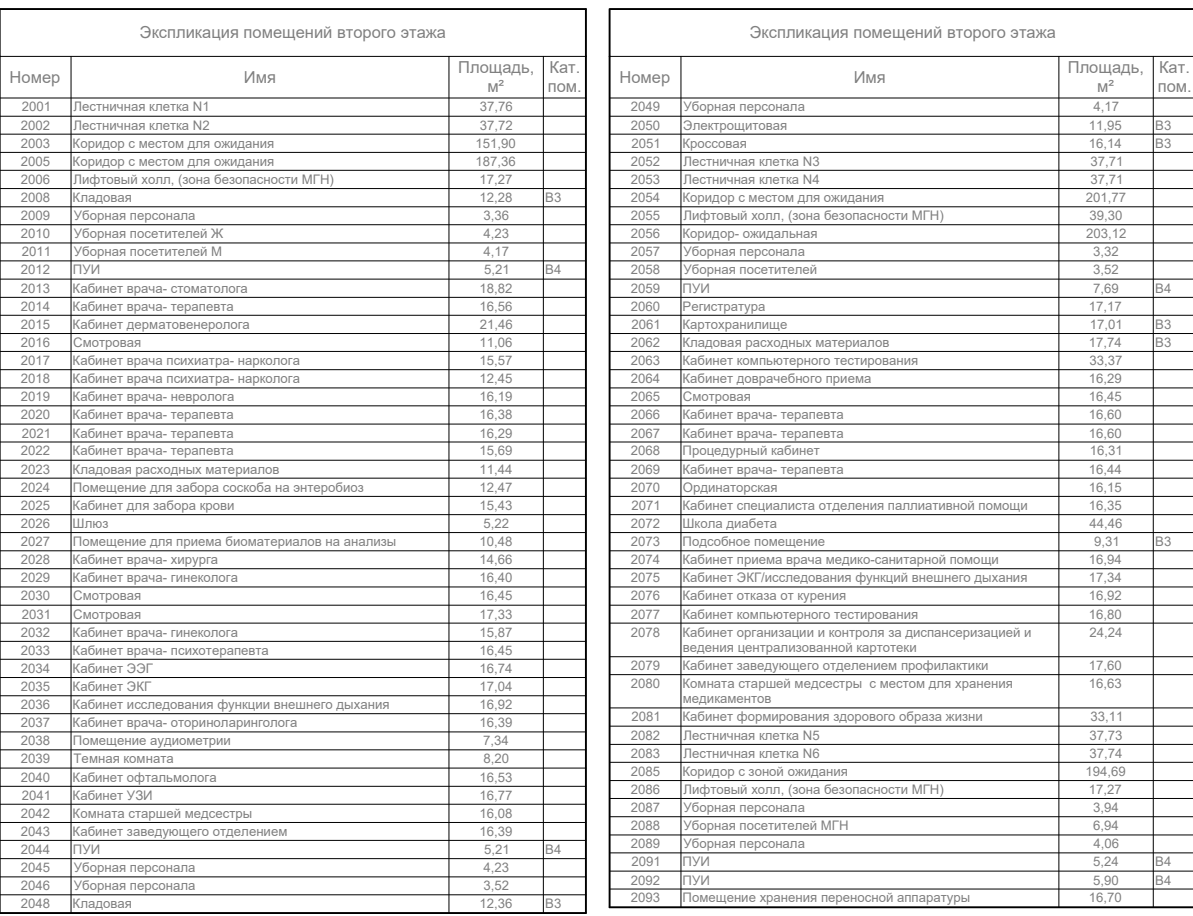 Экспликация помещений второго этажа
Номер Имя Площадь, м² Кат. пом.
2001 Лестничная клетка N1 37,76
2002 Лестничная клетка N2 37,72
2003 Коридор с местом для ожидания 151,90
2005 Коридор с местом для ожидания 187,36
2006 Лифтовый холл, (зона безопасности МГН) 17,27
2008 Кладовая 12,28 В3
2009 Уборная персонала 3,36
2010 Уборная посетителей Ж 4,23
2011 Уборная посетителей М 4,17
2012 ПУИ 5,21 В4
2013 Кабинет врача- стоматолога 18,82
2014 Кабинет врача- терапевта 16,56
2015 Кабинет дерматовенеролога 21,46
2016 Смотровая 11,06
2017 Кабинет врача психиатра- нарколога 15,57
2018 Кабинет врача психиатра- нарколога 12,45
2019 Кабинет врача- невролога 16,19
2020 Кабинет врача- терапевта 16,38
2021 Кабинет врача- терапевта 16,29
2022 Кабинет врача- терапевта 15,69
2023 Кладовая расходных материалов 11,44
2024 Помещение для забора соскоба на энтеробиоз 12,47
2025 Кабинет для забора крови 15,43
2026 Шлюз 5,22
2027 Помещение для приема биоматериалов на анализы 10,48
2028 Кабинет врача- хирурга 14,66
2029 Кабинет врача- гинеколога 16,40
2030 Смотровая 16,45
2031 Смотровая 17,33
2032 Кабинет врача- гинеколога 15,87
2033 Кабинет врача- психотерапевта 16,45
2034 Кабинет ЭЭГ 16,74
2035 Кабинет ЭКГ 17,04
2036 Кабинет исследования функции внешнего дыхания 16,92
2037 Кабинет врача- оториноларинголога 16,39
2038 Помещение аудиометрии 7,34
2039 Темная комната 8,20
2040 Кабинет офтальмолога 16,53
2041 Кабинет УЗИ 16,77
2042 Комната старшей медсестры 16,08
2043 Кабинет заведующего отделением 16,39
2044 ПУИ 5,21 В4
2045 Уборная персонала 4,23
2046 Уборная персонала 3,52
2048 Кладовая 12,36 В3
Экспликация помещений второго этажа
Номер Имя Площадь, м² Кат. пом.
2049 Уборная персонала 4,17
2050 Электрощитовая 11,95 В3
2051 Кроссовая 16,14 В3
2052 Лестничная клетка N3 37,71
2053 Лестничная клетка N4 37,71
2054 Коридор с местом для ожидания 201,77
2055 Лифтовый холл, (зона безопасности МГН) 39,30
2056 Коридор- ожидальная 203,12
2057 Уборная персонала 3,32
2058 Уборная посетителей 3,52
2059 ПУИ 7,69 В4
2060 Регистратура 17,17
2061 Картохранилище 17,01 В3
2062 Кладовая расходных материалов 17,74 В3
2063 Кабинет компьютерного тестирования 33,37
2064 Кабинет доврачебного приема 16,29
2065 Смотровая 16,45
2066 Кабинет врача- терапевта 16,60
2067 Кабинет врача- терапевта 16,60
2068 Процедурный кабинет 16,31
2069 Кабинет врача- терапевта 16,44
2070 Ординаторская 16,15
2071 Кабинет специалиста отделения паллиативной помощи 16,35
2072 Школа диабета 44,46
2073 Подсобное помещение 9,31 В3
2074 Кабинет приема врача медико-санитарной помощи 16,94
2075 Кабинет ЭКГ/исследования функций внешнего дыхания 17,34
2076 Кабинет отказа от курения 16,92
2077 Кабинет компьютерного тестирования 16,80
2078 Кабинет организации и контроля за диспансеризацией и 24,24
ведения централизованной картотеки
2079 Кабинет заведующего отделением профилактики 17,60
2080 Комната старшей медсестры с местом для хранения 16,63
медикаментов
2081 Кабинет формирования здорового образа жизни 33,11
2082 Лестничная клетка N5 37,73
2083 Лестничная клетка N6 37,74
2085 Коридор с зоной ожидания 194,69
2086 Лифтовый холл, (зона безопасности МГН) 17,27
2087 Уборная персонала 3,94
2088 Уборная посетителей МГН 6,94
2089 Уборная персонала 4,06
2091 ПУИ 5,24 В4
2092 ПУИ 5,90 В4
2093 Помещение хранения переносной аппаратуры 16,70